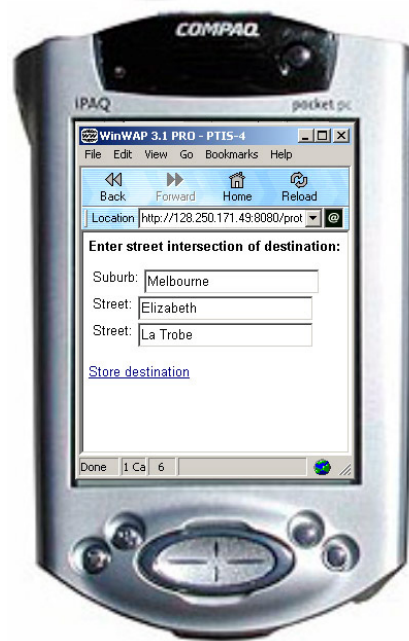 COMPAQ
iPAQ pocket pc
WinWAP 3.1 PRO - PTIS-4
File Edit View Go Bookmarks Help
Back Forward Home Reload
Location http://128.250.171.49:8080/prot @
Enter street intersection of destination:
Suburb: Melbourne
Street: Elizabeth
Street: La Trobe
Store destination
Done 1 Ca 6